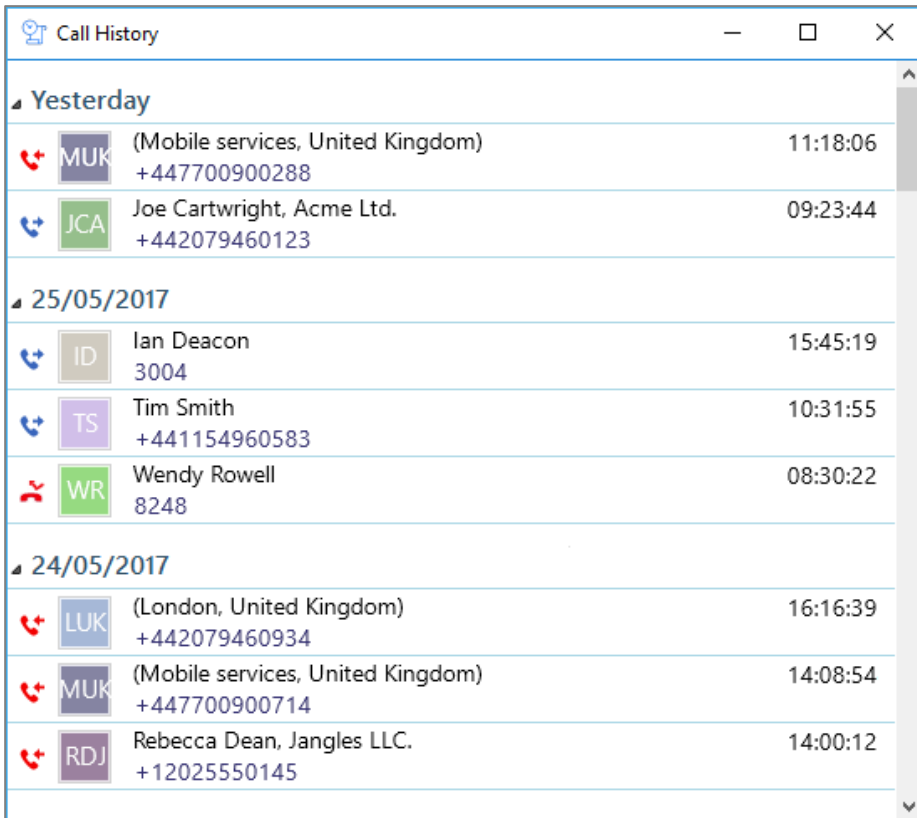 Call History
Yesterday
MUK (Mobile services, United Kingdom) 11:18:06
+447700900288
JCA Joe Cartwright, Acme Ltd. 09:23:44
+442079460123
25/05/2017
ID Ian Deacon 15:45:19
3004
TS Tim Smith 10:31:55
+441154960583
WR Wendy Rowell 08:30:22
8248
24/05/2017
LUK (London, United Kingdom) 16:16:39
+442079460934
MUK (Mobile services, United Kingdom) 14:08:54
+447700900714
RDJ Rebecca Dean, Jangles LLC. 14:00:12
+12025550145